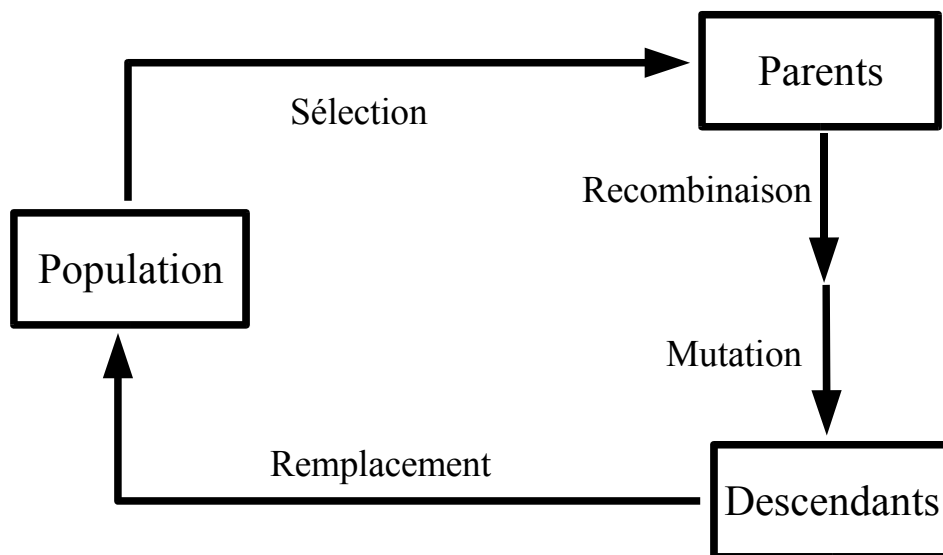 Parents
Sélection
Recombinaison
Population
Mutation
Remplacement
Descendants